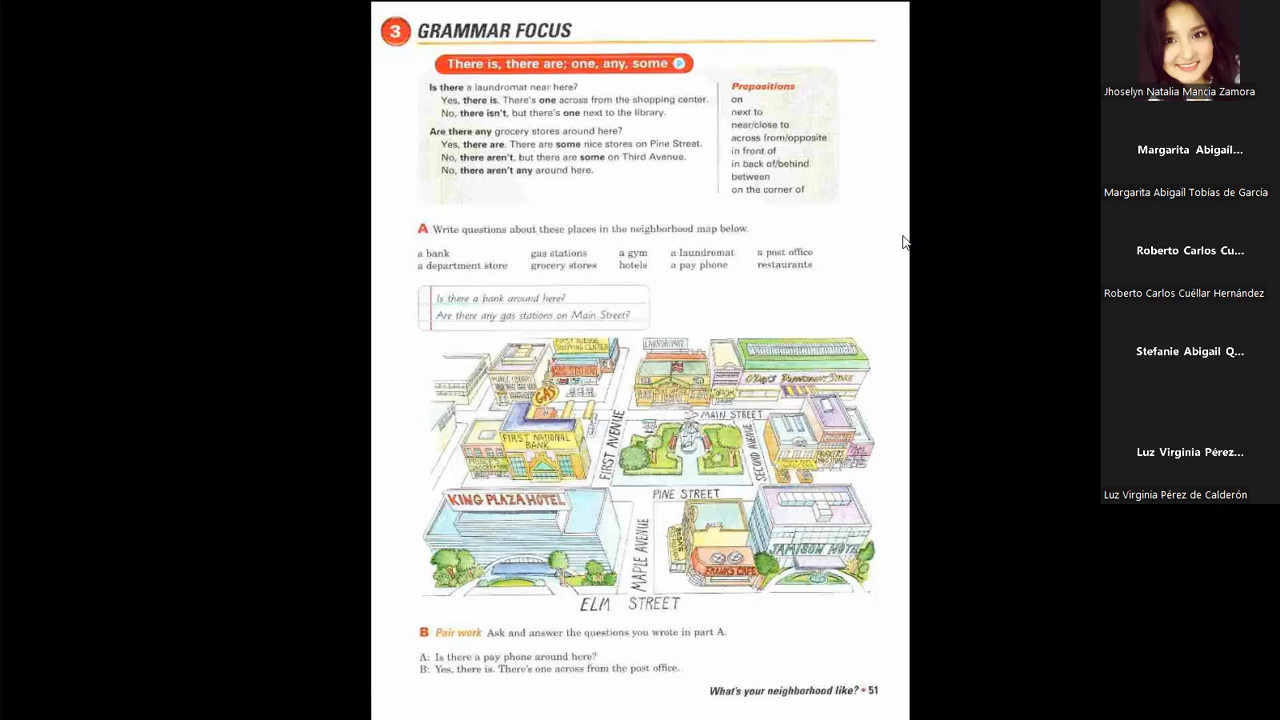 3 GRAMMAR FOCUS
There is, there are; one, any, some
Is there a laundromat near here?
Yes, there is. There's one across from the shopping center.
No, there isn't, but there's one next to the library.
Are there any grocery stores around here?
Yes, there are. There are some nice stores on Pine Street.
No, there aren't, but there are some on Third Avenue.
No, there aren't any around here.
Prepositions
on
next to
near/close to
across from/opposite
in front of
in back of/behind
between
on the corner of
A Write questions about these places in the neighborhood map below.
a bank gas stations a gym a laundromat a post office
a department store grocery stores hotels a pay phone restaurants
Is there a bank around here?
Are there any gas stations on Main Street?
FIRST AVENUE
SHOPPING CENTER
LAUNDROMAT
PUBLIC LIBRARY
GAS
DEPARTMENT STORE
MAIN STREET
FIRST NATIONAL
BANK
FIRST AVENUE
SECOND AVENUE
PINE STREET
KING PLAZA HOTEL
MAPLE AVENUE
FRANK'S CAFE
JAMISON HOTEL
ELM STREET
B Pair work Ask and answer the questions you wrote in part A.
A: Is there a pay phone around here?
B: Yes, there is. There's one across from the post office.
What's your neighborhood like? • 51
Jhoselyn Natalia Mancia Zamora
Margarita Abigaíl...
Margarita Abigaíl Tobías de García
Roberto Carlos Cu...
Roberto Carlos Cuéllar Hernández
Stefanie Abigail Q...
Luz Virginia Pérez...
Luz Virginia Pérez de Calderón